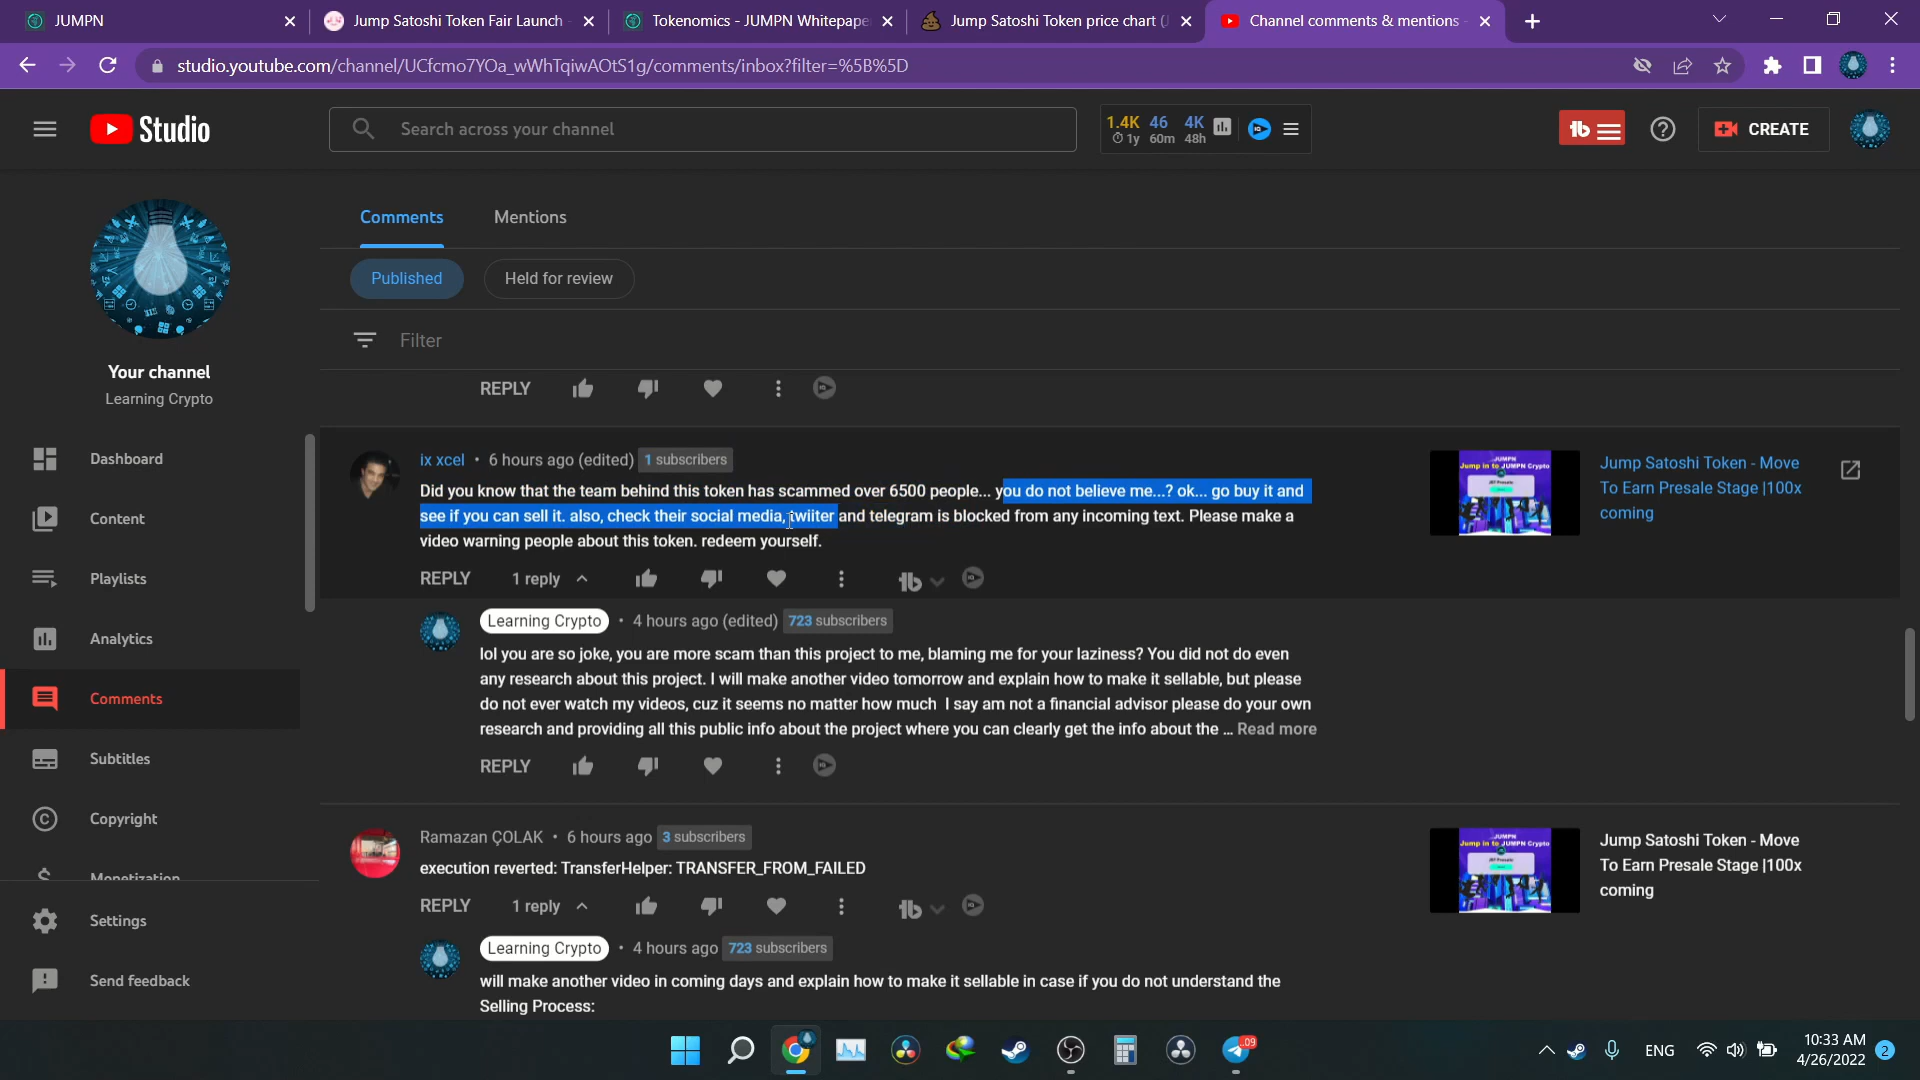 JUMPN
Jump Satoshi Token Fair Launch
Tokenomics - JUMPN Whitepape
Jump Satoshi Token price chart (J
Channel comments & mentions -
studio.youtube.com/channel/UCfcmo7YOa_wWhTqiwAOtS1g/comments/inbox?filter=%5B%5D
Studio
Search across your channel
1.4K 46 4K
1y 60m 48h
CREATE
Comments Mentions
Published Held for review
Filter
Your channel
Learning Crypto
Dashboard
Content
Playlists
Analytics
Comments
Subtitles
Copyright
Monetization
Settings
Send feedback
REPLY
ix xcel • 6 hours ago (edited) 1 subscribers
Did you know that the team behind this token has scammed over 6500 people... you do not believe me...? ok... go buy it and
see if you can sell it. also, check their social media, twiiter and telegram is blocked from any incoming text. Please make a
video warning people about this token. redeem yourself.
REPLY 1 reply
Jump Satoshi Token - Move
To Earn Presale Stage |100x
coming
Learning Crypto • 4 hours ago (edited) 723 subscribers
lol you are so joke, you are more scam than this project to me, blaming me for your laziness? You did not do even
any research about this project. I will make another video tomorrow and explain how to make it sellable, but please
do not ever watch my videos, cuz it seems no matter how much I say am not a financial advisor please do your own
research and providing all this public info about the project where you can clearly get the info about the ... Read more
REPLY
Ramazan ÇOLAK • 6 hours ago 3 subscribers
execution reverted: TransferHelper: TRANSFER_FROM_FAILED
REPLY 1 reply
Jump Satoshi Token - Move
To Earn Presale Stage |100x
coming
Learning Crypto • 4 hours ago 723 subscribers
will make another video in coming days and explain how to make it sellable in case if you do not understand the
Selling Process:
ENG
10:33 AM
4/26/2022
2